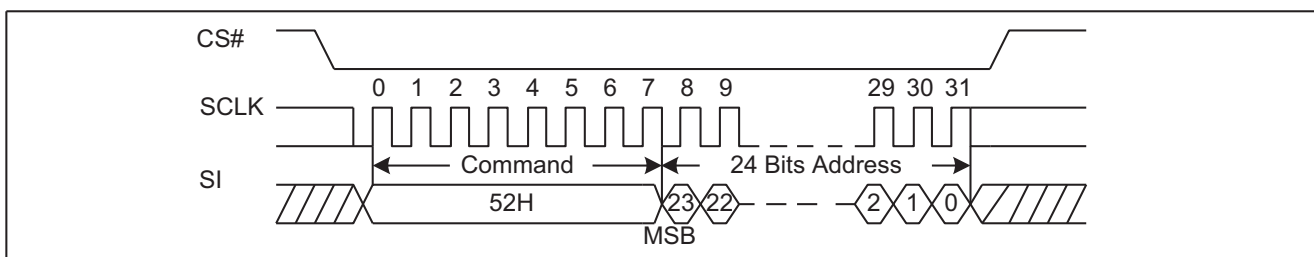 CS#
0 1 2 3 4 5 6 7 8 9 29 30 31
SCLK
Command 24 Bits Address
SI
52H 23 22 2 1 0
MSB